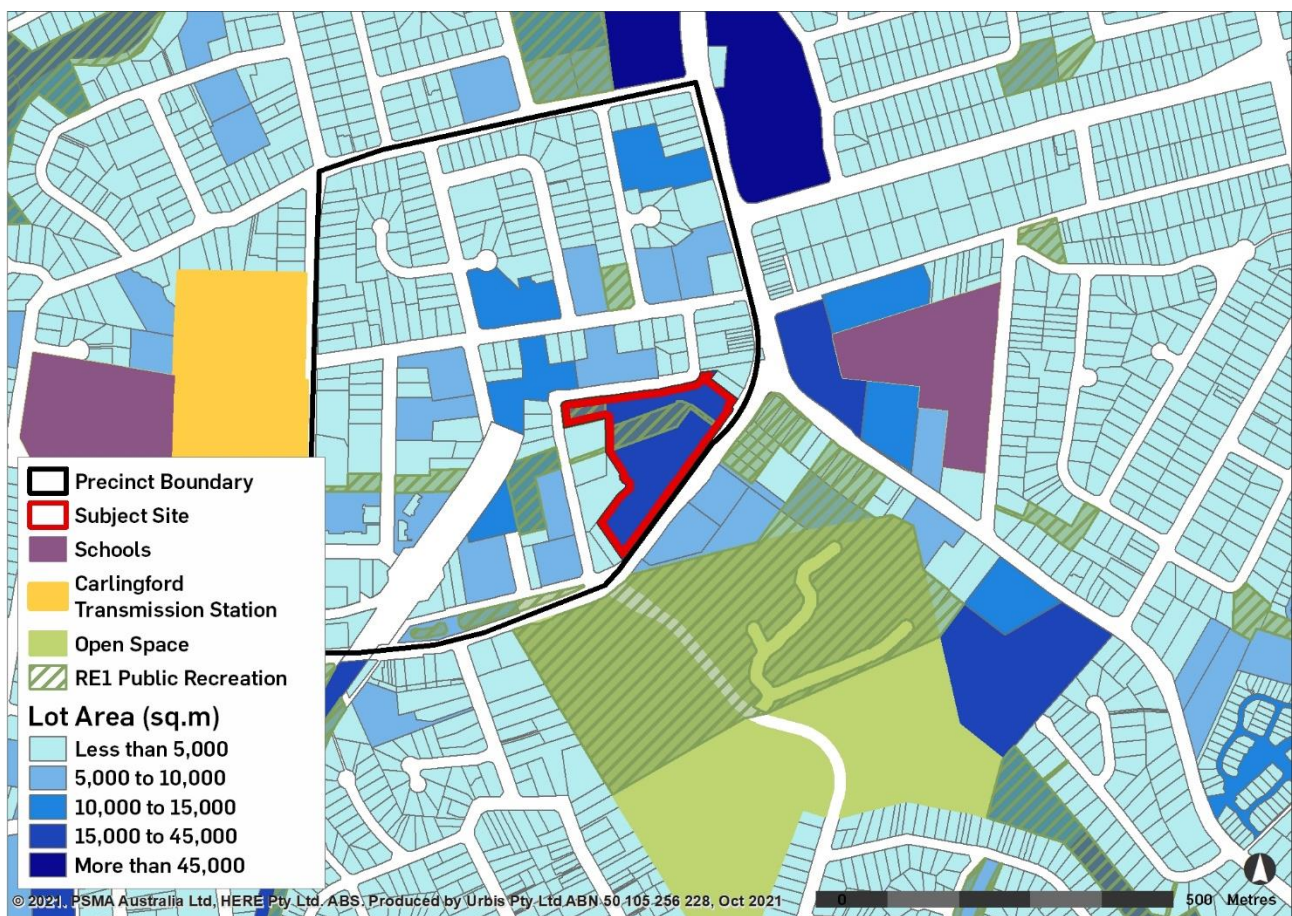 Precinct Boundary
Subject Site
Schools
Carlingford
Transmission Station
Open Space
RE1 Public Recreation
Lot Area (sq.m)
Less than 5,000
5,000 to 10,000
10,000 to 15,000
15,000 to 45,000
More than 45,000
© 2021. PSMA Australia Ltd, HERE Pty Ltd. ABS. Produced by Urbis Pty Ltd ABN 50 105 256 228, Oct 2021
0 500 Metres